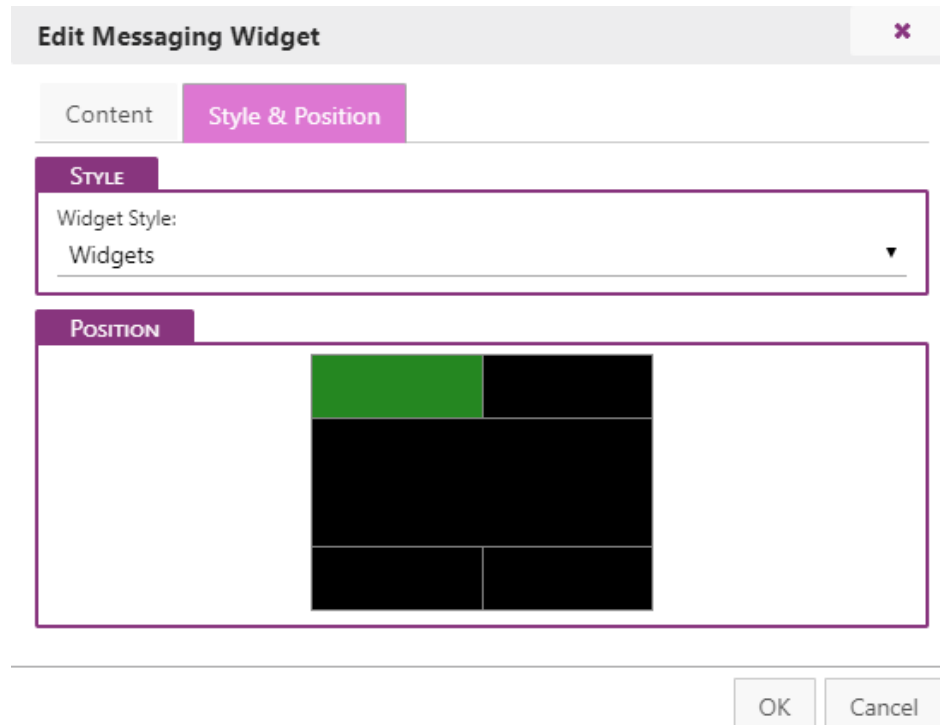 Edit Messaging Widget
Content
Style & Position
Style
Widget Style:
Widgets
Position
OK
Cancel